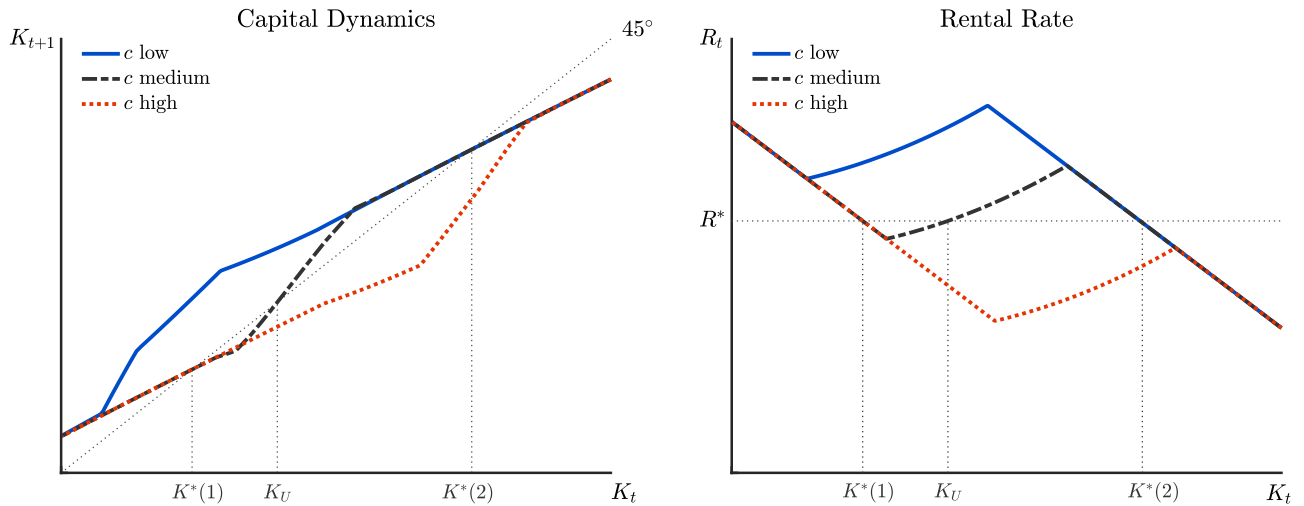 Capital Dynamics
K_{t+1}
45°
c low
c medium
c high
K*(1)
K_U
K*(2)
K_t
Rental Rate
R_t
c low
c medium
c high
R*
K*(1)
K_U
K*(2)
K_t